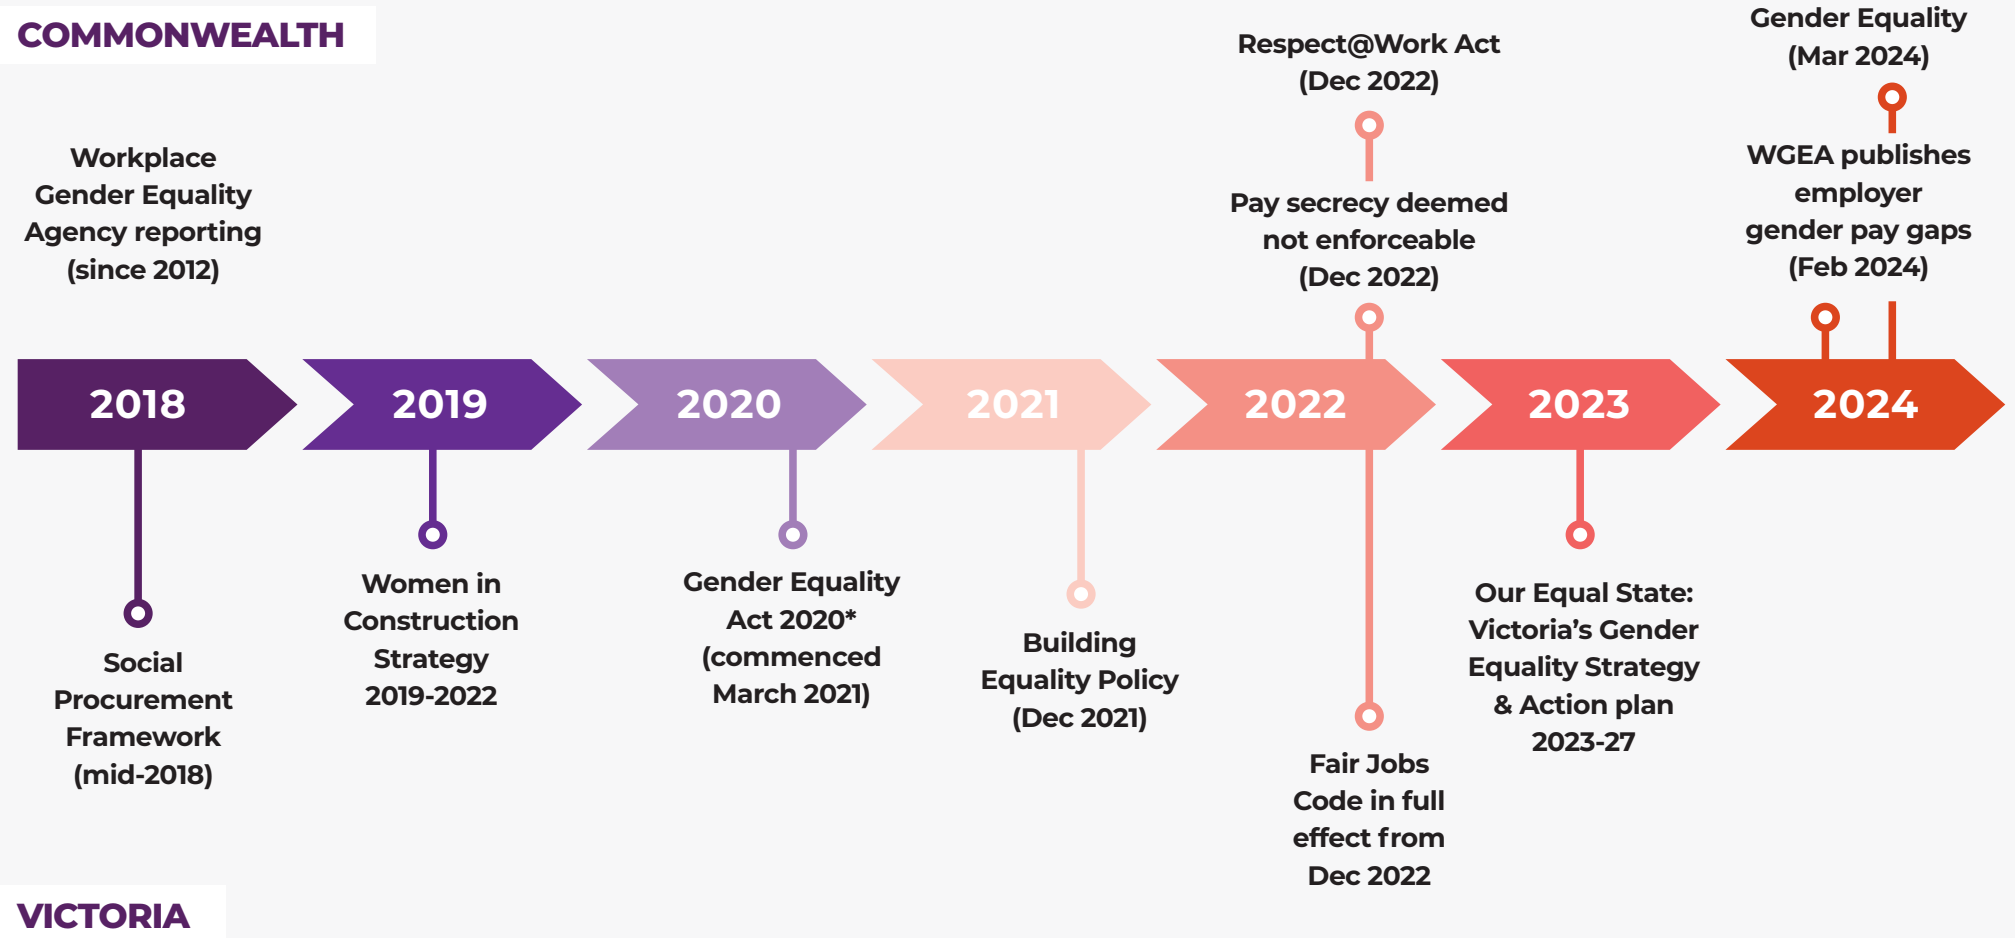 COMMONWEALTH
Workplace
Gender Equality
Agency reporting
(since 2012)
Respect@Work Act
(Dec 2022)
Pay secrecy deemed
not enforceable
(Dec 2022)
Gender Equality
(Mar 2024)
WGEA publishes
employer
gender pay gaps
(Feb 2024)
2018
2019
2020
2021
2022
2023
2024
Social
Procurement
Framework
(mid-2018)
Women in
Construction
Strategy
2019-2022
Gender Equality
Act 2020*
(commenced
March 2021)
Building
Equality Policy
(Dec 2021)
Fair Jobs
Code in full
effect from
Dec 2022
Our Equal State:
Victoria’s Gender
Equality Strategy
& Action plan
2023-27
VICTORIA